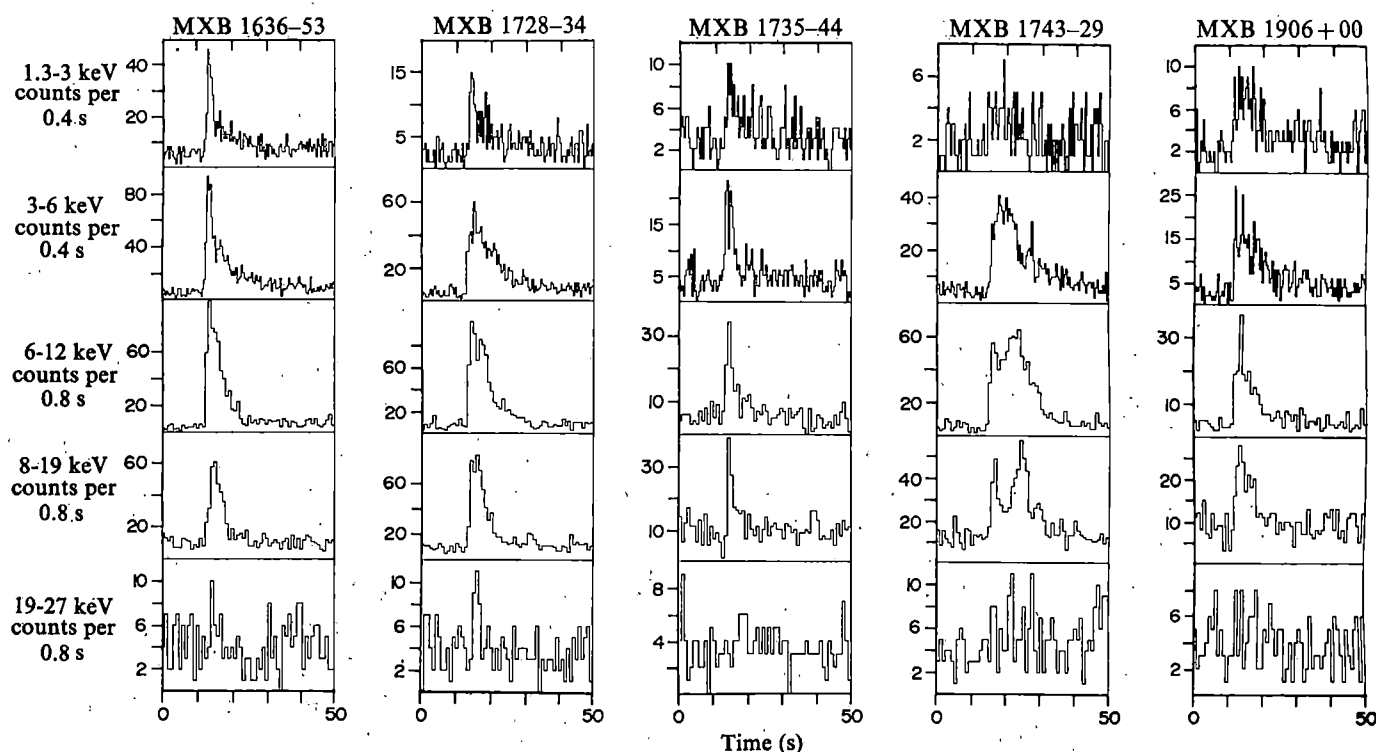 MXB 1636–53 MXB 1728–34 MXB 1735–44 MXB 1743–29 MXB 1906+00
1.3-3 keV
counts per
0.4 s
40 20
15 5
10 6 2
6 2
10 6 2
3-6 keV
counts per
0.4 s
80 40
60 20
15 5
40 20
25 15 5
6-12 keV
counts per
0.8 s
60 20
60 20
30 10
60 20
30 10
8-19 keV
counts per
0.8 s
60 20
60 20
30 10
50 30 10
30 10
19-27 keV
counts per
0.8 s
10 6 2
10 6 2
8 4
10 6 2
6 2
0 50 0 50 0 50 0 50 0 50
Time (s)